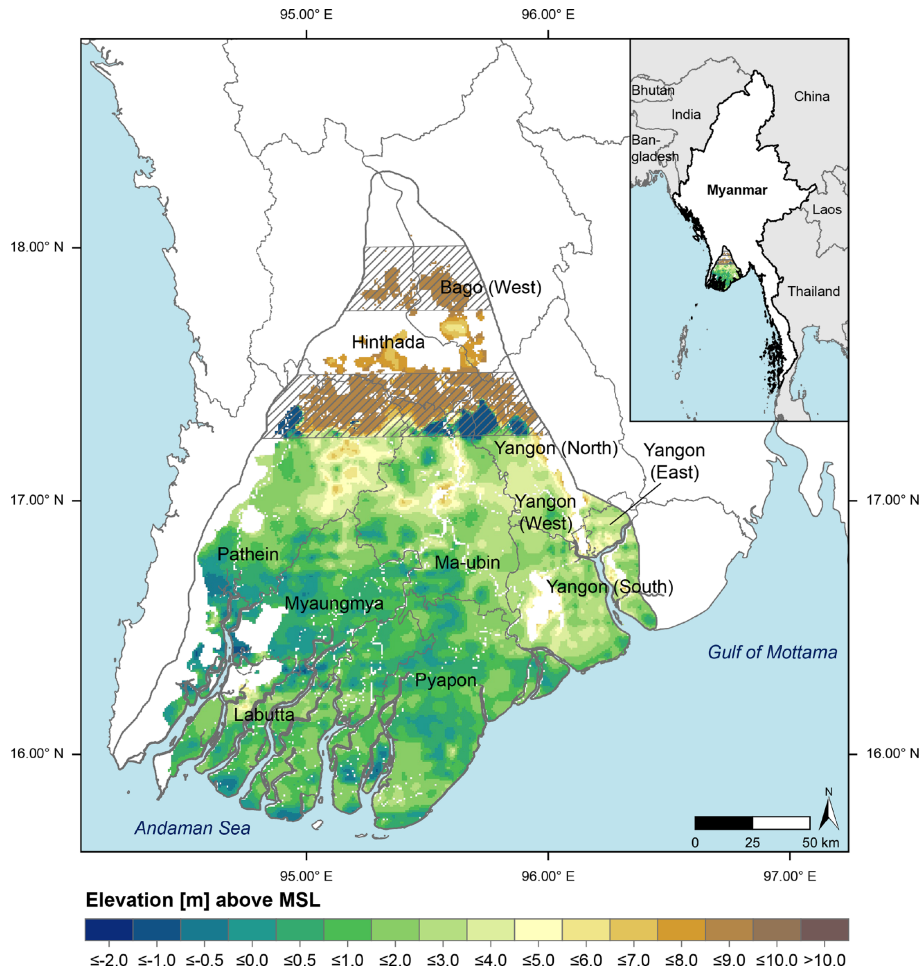 95.00° E
96.00° E
Bhutan
India
China
Ban-
gladesh
Myanmar
Laos
Thailand
18.00° N
Bago (West)
Hinthada
Yangon (North)
Yangon
(East)
17.00° N
17.00° N
Yangon
(West)
Pathein
Ma-ubin
Yangon (South)
Myaungmya
Gulf of Mottama
Pyapon
Labutta
16.00° N
16.00° N
Andaman Sea
N
0 25 50 km
95.00° E
96.00° E
97.00° E
Elevation [m] above MSL
≤-2.0 ≤-1.0 ≤-0.5 ≤0.0 ≤0.5 ≤1.0 ≤2.0 ≤3.0 ≤4.0 ≤5.0 ≤6.0 ≤7.0 ≤8.0 ≤9.0 ≤10.0 >10.0